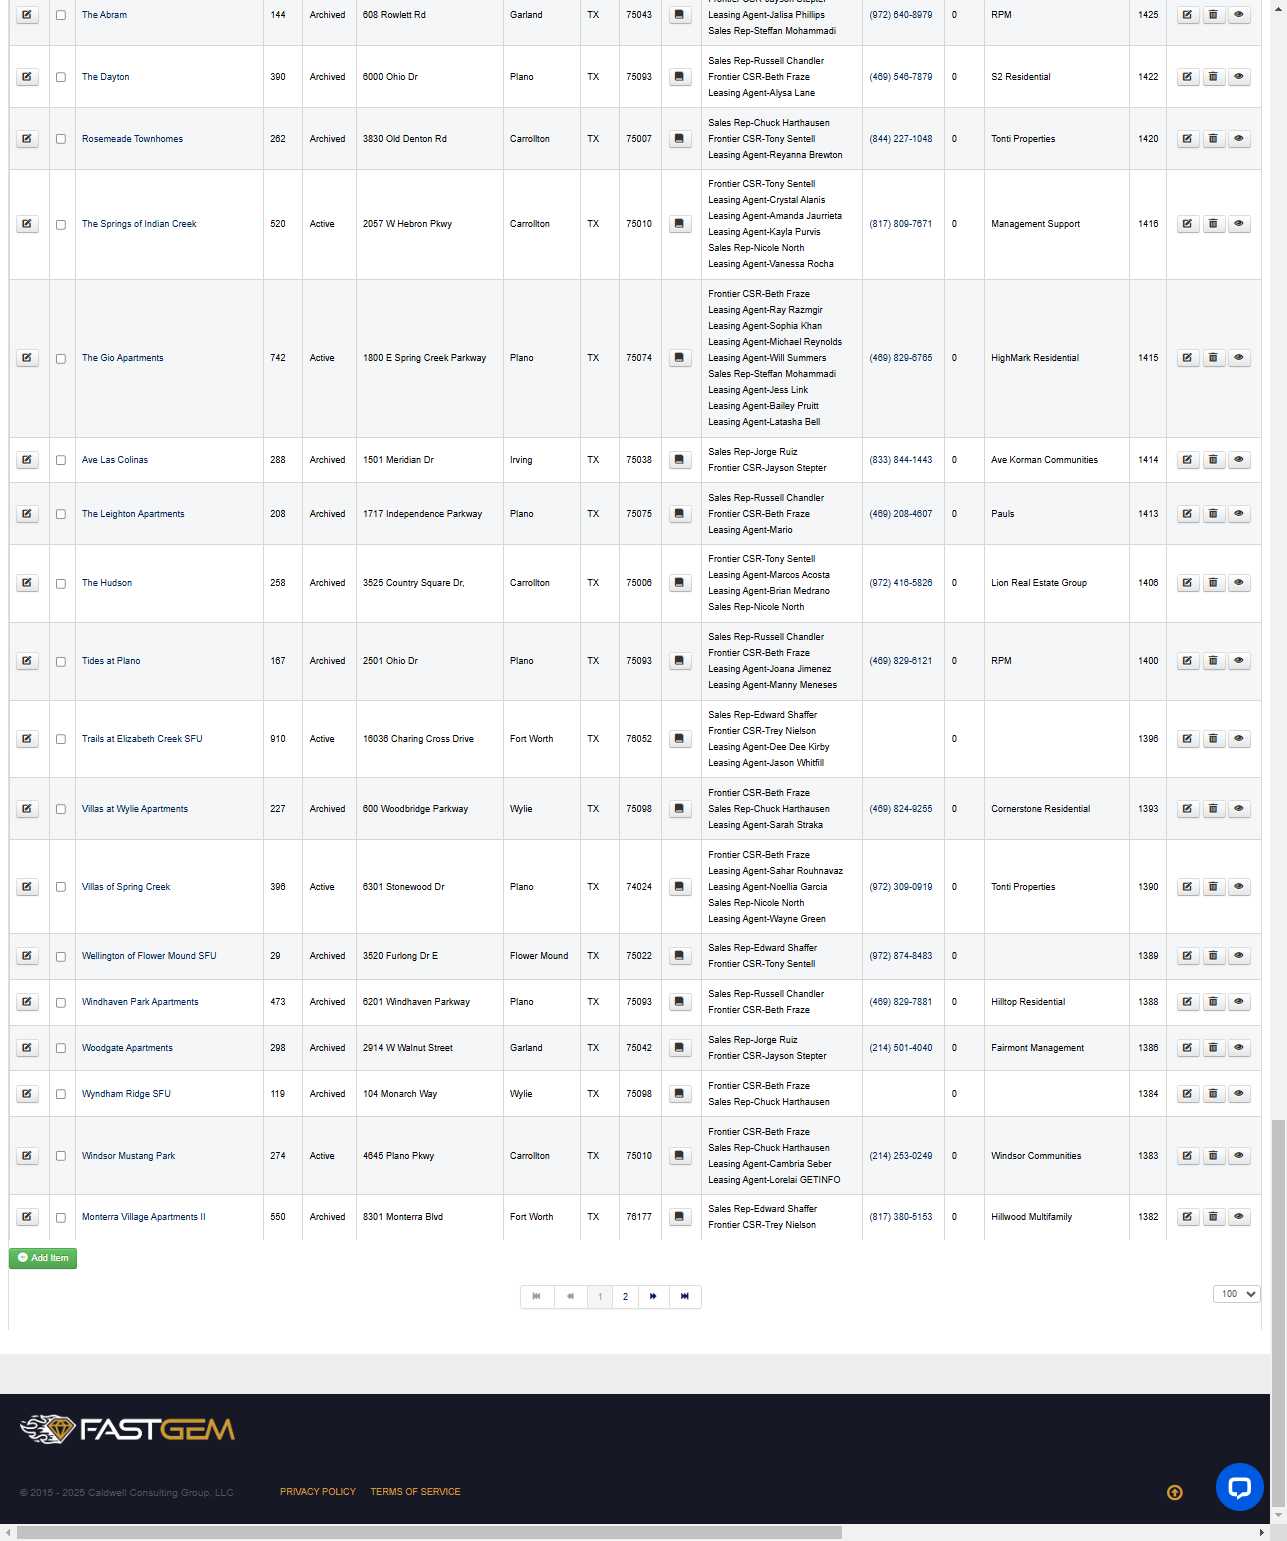 Frontier CSR-Jayson Stepter
The Abram 144 Archived 608 Rowlett Rd Garland TX 75043 Leasing Agent-Jalisa Phillips (972) 640-8979 0 RPM 1425
Sales Rep-Steffan Mohammadi
Sales Rep-Russell Chandler
The Dayton 390 Archived 6000 Ohio Dr Plano TX 75093 Frontier CSR-Beth Fraze (469) 546-7879 0 S2 Residential 1422
Leasing Agent-Alysa Lane
Sales Rep-Chuck Harthausen
Rosemeade Townhomes 262 Archived 3830 Old Denton Rd Carrollton TX 75007 Frontier CSR-Tony Sentell (844) 227-1048 0 Tonti Properties 1420
Leasing Agent-Reyanna Brewton
Frontier CSR-Tony Sentell
Leasing Agent-Crystal Alanis
Leasing Agent-Amanda Jaurrieta
The Springs of Indian Creek 520 Active 2057 W Hebron Pkwy Carrollton TX 75010 (817) 809-7671 0 Management Support 1416
Leasing Agent-Kayla Purvis
Sales Rep-Nicole North
Leasing Agent-Vanessa Rocha
Frontier CSR-Beth Fraze
Leasing Agent-Ray Razmgir
Leasing Agent-Sophia Khan
Leasing Agent-Michael Reynolds
The Gio Apartments 742 Active 1800 E Spring Creek Parkway Plano TX 75074 Leasing Agent-Will Summers (469) 829-6765 0 HighMark Residential 1415
Sales Rep-Steffan Mohammadi
Leasing Agent-Jess Link
Leasing Agent-Bailey Pruitt
Leasing Agent-Latasha Bell
Sales Rep-Jorge Ruiz
Ave Las Colinas 288 Archived 1501 Meridian Dr Irving TX 75038 (833) 844-1443 0 Ave Korman Communities 1414
Frontier CSR-Jayson Stepter
Sales Rep-Russell Chandler
The Leighton Apartments 208 Archived 1717 Independence Parkway Plano TX 75075 Frontier CSR-Beth Fraze (469) 208-4607 0 Pauls 1413
Leasing Agent-Mario
Frontier CSR-Tony Sentell
Leasing Agent-Marcos Acosta
The Hudson 258 Archived 3525 Country Square Dr, Carrollton TX 75006 (972) 416-5826 0 Lion Real Estate Group 1406
Leasing Agent-Brian Medrano
Sales Rep-Nicole North
Sales Rep-Russell Chandler
Frontier CSR-Beth Fraze
Tides at Plano 167 Archived 2501 Ohio Dr Plano TX 75093 (469) 829-6121 0 RPM 1400
Leasing Agent-Joana Jimenez
Leasing Agent-Manny Meneses
Sales Rep-Edward Shaffer
Frontier CSR-Trey Nielson
Trails at Elizabeth Creek SFU 910 Active 16036 Charing Cross Drive Fort Worth TX 76052 0 1396
Leasing Agent-Dee Dee Kirby
Leasing Agent-Jason Whitfill
Frontier CSR-Beth Fraze
Villas at Wylie Apartments 227 Archived 600 Woodbridge Parkway Wylie TX 75098 Sales Rep-Chuck Harthausen (469) 824-9255 0 Cornerstone Residential 1393
Leasing Agent-Sarah Straka
Frontier CSR-Beth Fraze
Leasing Agent-Sahar Rouhnavaz
Villas of Spring Creek 396 Active 6301 Stonewood Dr Plano TX 74024 Leasing Agent-Noellia Garcia (972) 309-0919 0 Tonti Properties 1390
Sales Rep-Nicole North
Leasing Agent-Wayne Green
Sales Rep-Edward Shaffer
Wellington of Flower Mound SFU 29 Archived 3520 Furlong Dr E Flower Mound TX 75022 (972) 874-8483 0 1389
Frontier CSR-Tony Sentell
Sales Rep-Russell Chandler
Windhaven Park Apartments 473 Archived 6201 Windhaven Parkway Plano TX 75093 (469) 829-7881 0 Hilltop Residential 1388
Frontier CSR-Beth Fraze
Sales Rep-Jorge Ruiz
Woodgate Apartments 298 Archived 2914 W Walnut Street Garland TX 75042 (214) 501-4040 0 Fairmont Management 1386
Frontier CSR-Jayson Stepter
Frontier CSR-Beth Fraze
Wyndham Ridge SFU 119 Archived 104 Monarch Way Wylie TX 75098 0 1384
Sales Rep-Chuck Harthausen
Frontier CSR-Beth Fraze
Sales Rep-Chuck Harthausen
Windsor Mustang Park 274 Active 4645 Plano Pkwy Carrollton TX 75010 (214) 253-0249 0 Windsor Communities 1383
Leasing Agent-Cambria Seber
Leasing Agent-Lorelai GETINFO
Sales Rep-Edward Shaffer
Monterra Village Apartments II 550 Archived 8301 Monterra Blvd Fort Worth TX 76177 (817) 380-5153 0 Hillwood Multifamily 1382
Frontier CSR-Trey Nielson
Add Item
1 2 100
FASTGEM
© 2015 - 2025 Caldwell Consulting Group, LLC PRIVACY POLICY TERMS OF SERVICE